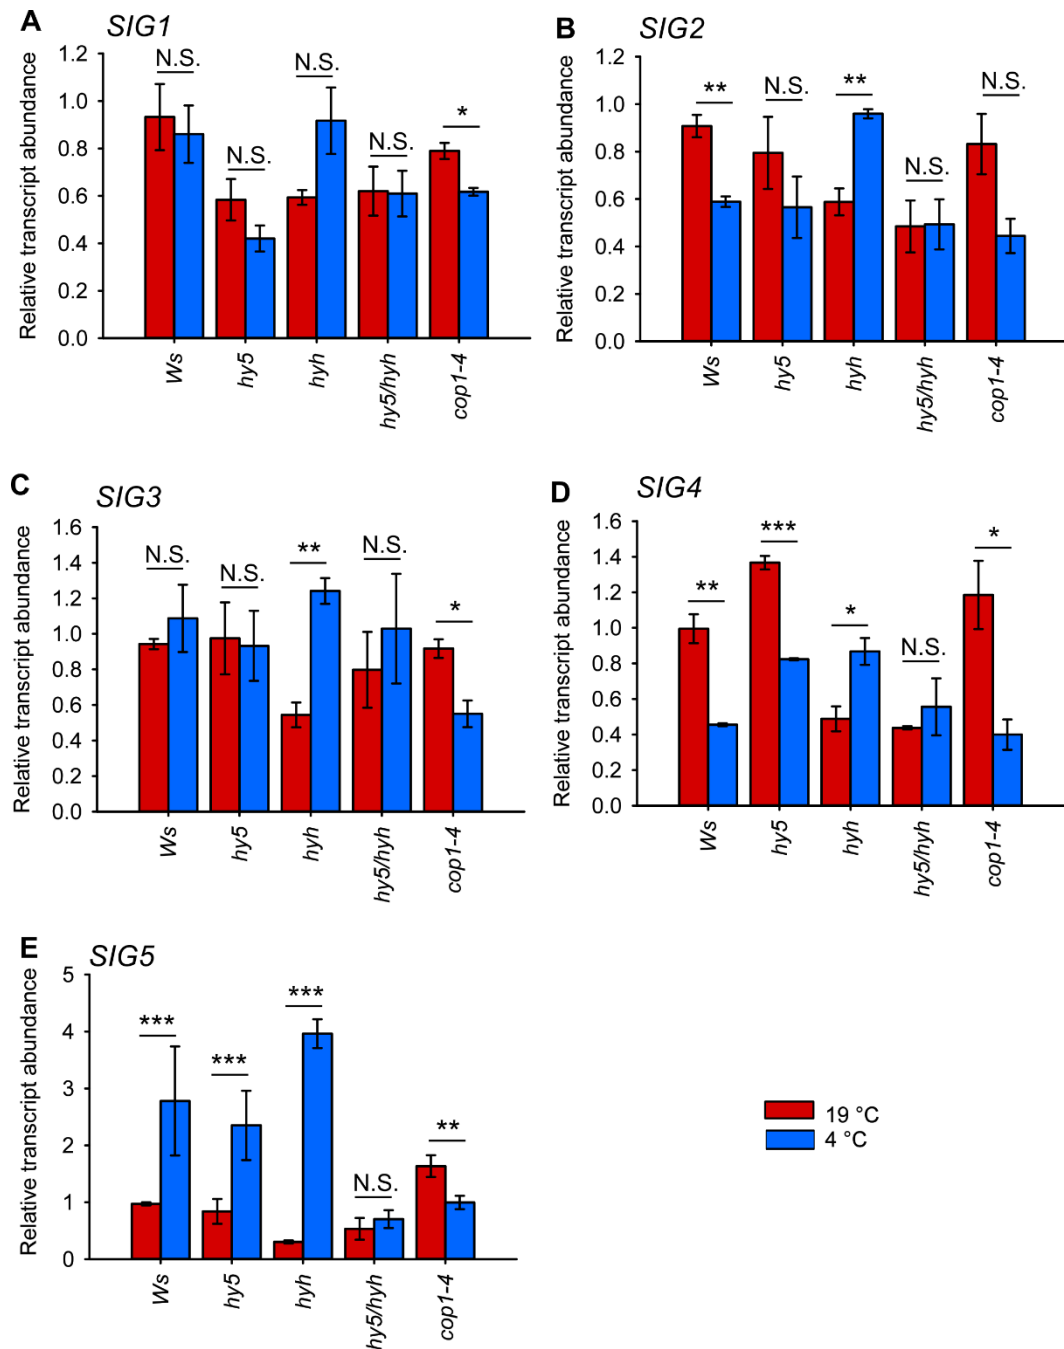 A SIG1
Relative transcript abundance
1.2
1.0
0.8
0.6
0.4
0.2
0.0
N.S.
N.S.
N.S.
N.S.
*
Ws
hy5
hyh
hy5/hyh
cop1-4
B SIG2
Relative transcript abundance
1.2
1.0
0.8
0.6
0.4
0.2
0.0
**
N.S.
**
N.S.
N.S.
Ws
hy5
hyh
hy5/hyh
cop1-4
C SIG3
Relative transcript abundance
1.6
1.4
1.2
1.0
0.8
0.6
0.4
0.2
0.0
N.S.
N.S.
**
N.S.
*
Ws
hy5
hyh
hy5/hyh
cop1-4
D SIG4
Relative transcript abundance
1.6
1.4
1.2
1.0
0.8
0.6
0.4
0.2
0.0
**
***
*
N.S.
*
Ws
hy5
hyh
hy5/hyh
cop1-4
E SIG5
Relative transcript abundance
5
4
3
2
1
0
***
***
***
N.S.
**
Ws
hy5
hyh
hy5/hyh
cop1-4
19 °C
4 °C